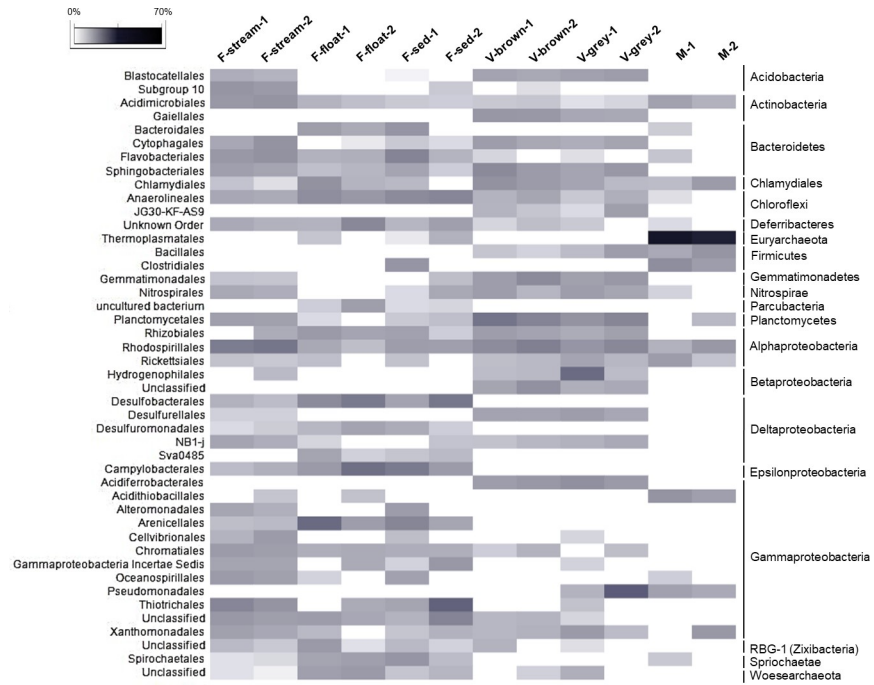 0% 70%
F-stream-1 F-stream-2 F-float-1 F-float-2 F-sed-1 F-sed-2 V-brown-1 V-brown-2 V-grey-1 V-grey-2 M-1 M-2
Blastocatellales Acidobacteria
Subgroup 10
Acidimicrobiales Actinobacteria
Gaiellales
Bacteroidales
Cytophagales Bacteroidetes
Flavobacteriales
Sphingobacteriales
Chlamydiales Chlamydiales
Anaerolineales Chloroflexi
JG30-KF-AS9
Unknown Order Deferribacteres
Thermoplasmatales Euryarchaeota
Bacillales Firmicutes
Clostridiales
Gemmatimonadales Gemmatimonadetes
Nitrospirales Nitrospirae
uncultured bacterium Parcubacteria
Planctomycetales Planctomycetes
Rhizobiales
Rhodospirillales Alphaproteobacteria
Rickettsiales
Hydrogenophilales Betaproteobacteria
Unclassified
Desulfobacterales
Desulfurellales
Desulfuromonadales Deltaproteobacteria
NB1-j
Sva0485
Campylobacterales Epsilonproteobacteria
Acidiferrobacterales
Acidithiobacillales
Alteromonadales
Arenicellales
Cellvibrionales
Chromatiales Gammaproteobacteria
Gammaproteobacteria Incertae Sedis
Oceanospirillales
Pseudomonadales
Thiotrichales
Unclassified
Xanthomonadales
Unclassified RBG-1 (Zixibacteria)
Spirochaetales Spriochaetae
Unclassified Woesearchaeota